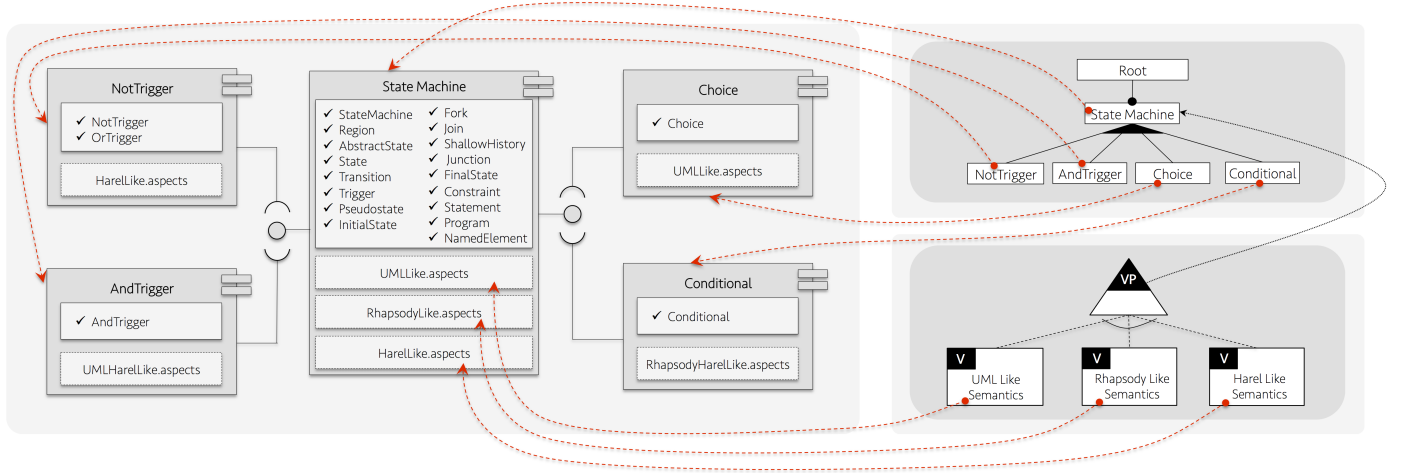 NotTrigger
NotTrigger
OrTrigger
HarelLike.aspects
AndTrigger
AndTrigger
UMLHarelLike.aspects
State Machine
StateMachine
Region
AbstractState
State
Transition
Trigger
Pseudostate
InitialState
Fork
Join
ShallowHistory
Junction
FinalState
Constraint
Statement
Program
NamedElement
UMLLike.aspects
RhapsodyLike.aspects
HarelLike.aspects
Choice
Choice
UMLLike.aspects
Conditional
Conditional
RhapsodyHarelLike.aspects
Root
State Machine
NotTrigger
AndTrigger
Choice
Conditional
VP
V
UML Like
Semantics
V
Rhapsody Like
Semantics
V
Harel Like
Semantics